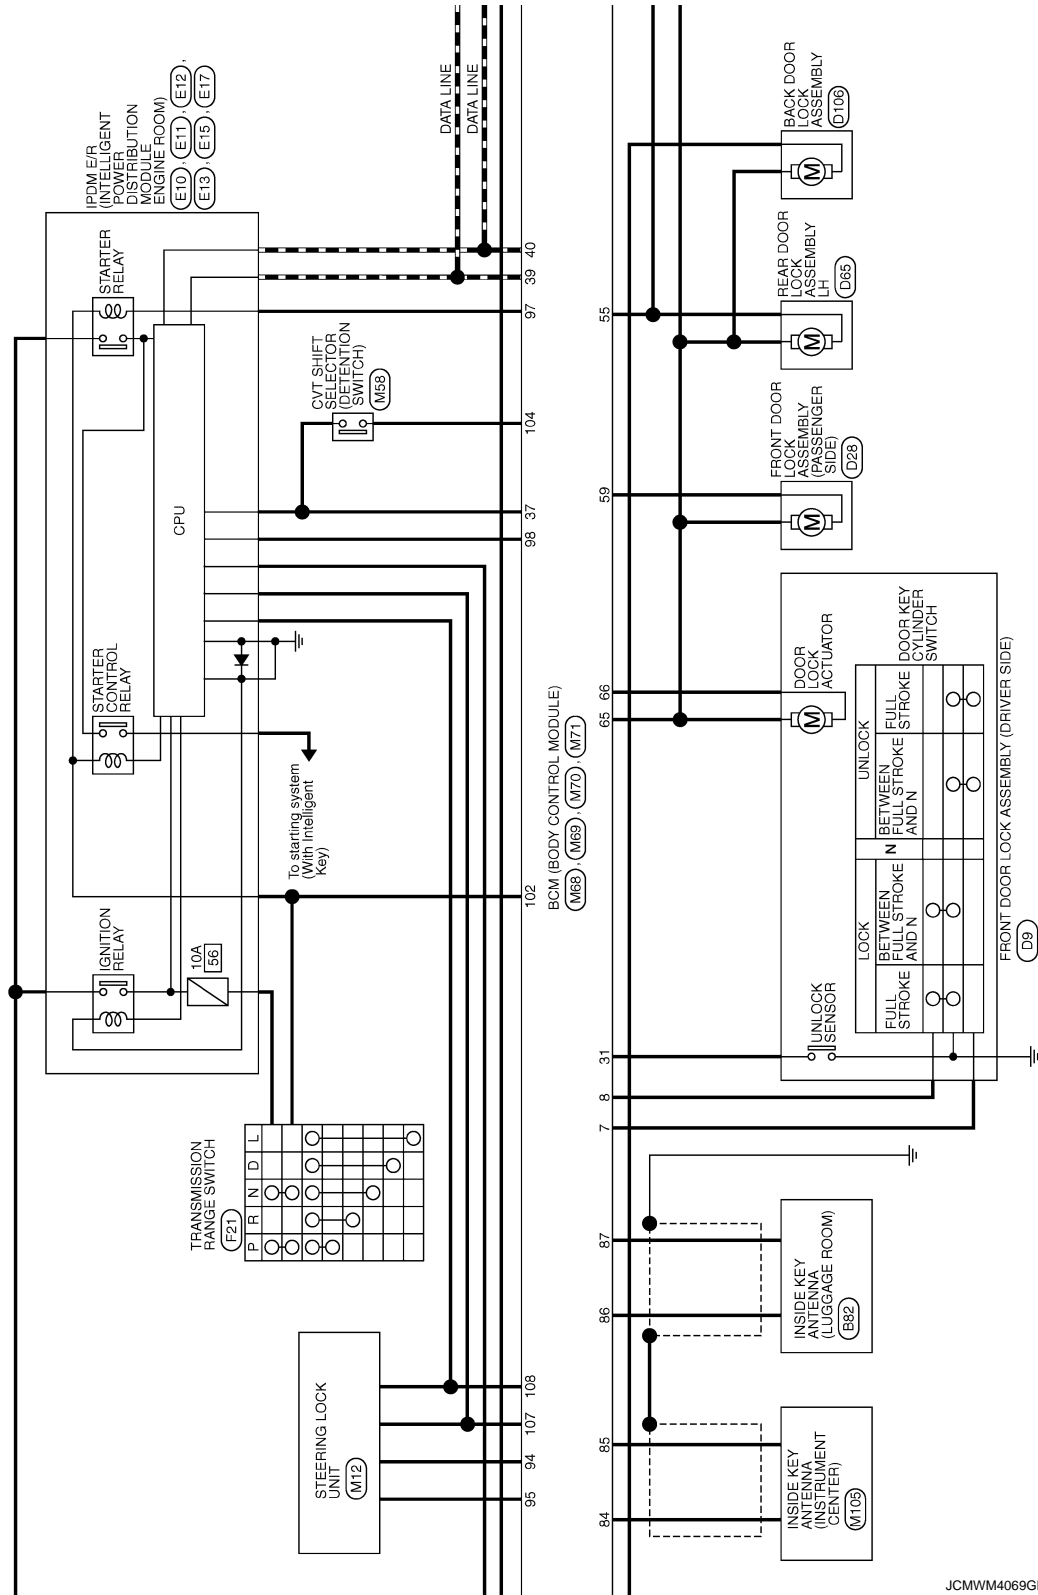 IPDM E/R
(INTELLIGENT
POWER
DISTRIBUTION
MODULE
ENGINE ROOM)
E10 , E11 , E12 ,
E13 , E15 , E17
STARTER
RELAY
STARTER
CONTROL
RELAY
IGNITION
RELAY
10A
56
CPU
To starting system
(With Intelligent
Key)
DATA LINE
DATA LINE
CVT SHIFT
SELECTOR
(DETENTION
SWITCH)
M58
TRANSMISSION
RANGE SWITCH
F21
P
R
N
D
L
STEERING LOCK
UNIT
M12
95
94
107
108
102
98
37
104
97
39
40
BCM (BODY CONTROL MODULE)
M68 , M69 , M70 , M71
84
85
86
87
7
8
31
65
66
59
55
INSIDE KEY
ANTENNA
(INSTRUMENT
CENTER)
M105
INSIDE KEY
ANTENNA
(LUGGAGE ROOM)
B82
UNLOCK
SENSOR
DOOR
LOCK
ACTUATOR
M
LOCK
N
UNLOCK
FULL
STROKE
BETWEEN
FULL STROKE
AND N
BETWEEN
FULL STROKE
AND N
FULL
STROKE
DOOR KEY
CYLINDER
SWITCH
FRONT DOOR LOCK ASSEMBLY (DRIVER SIDE)
D9
FRONT DOOR
LOCK
ASSEMBLY
(PASSENGER
SIDE)
D28
M
REAR DOOR
LOCK
ASSEMBLY
LH
D65
M
BACK DOOR
LOCK
ASSEMBLY
D106
M
JCMWM4069G